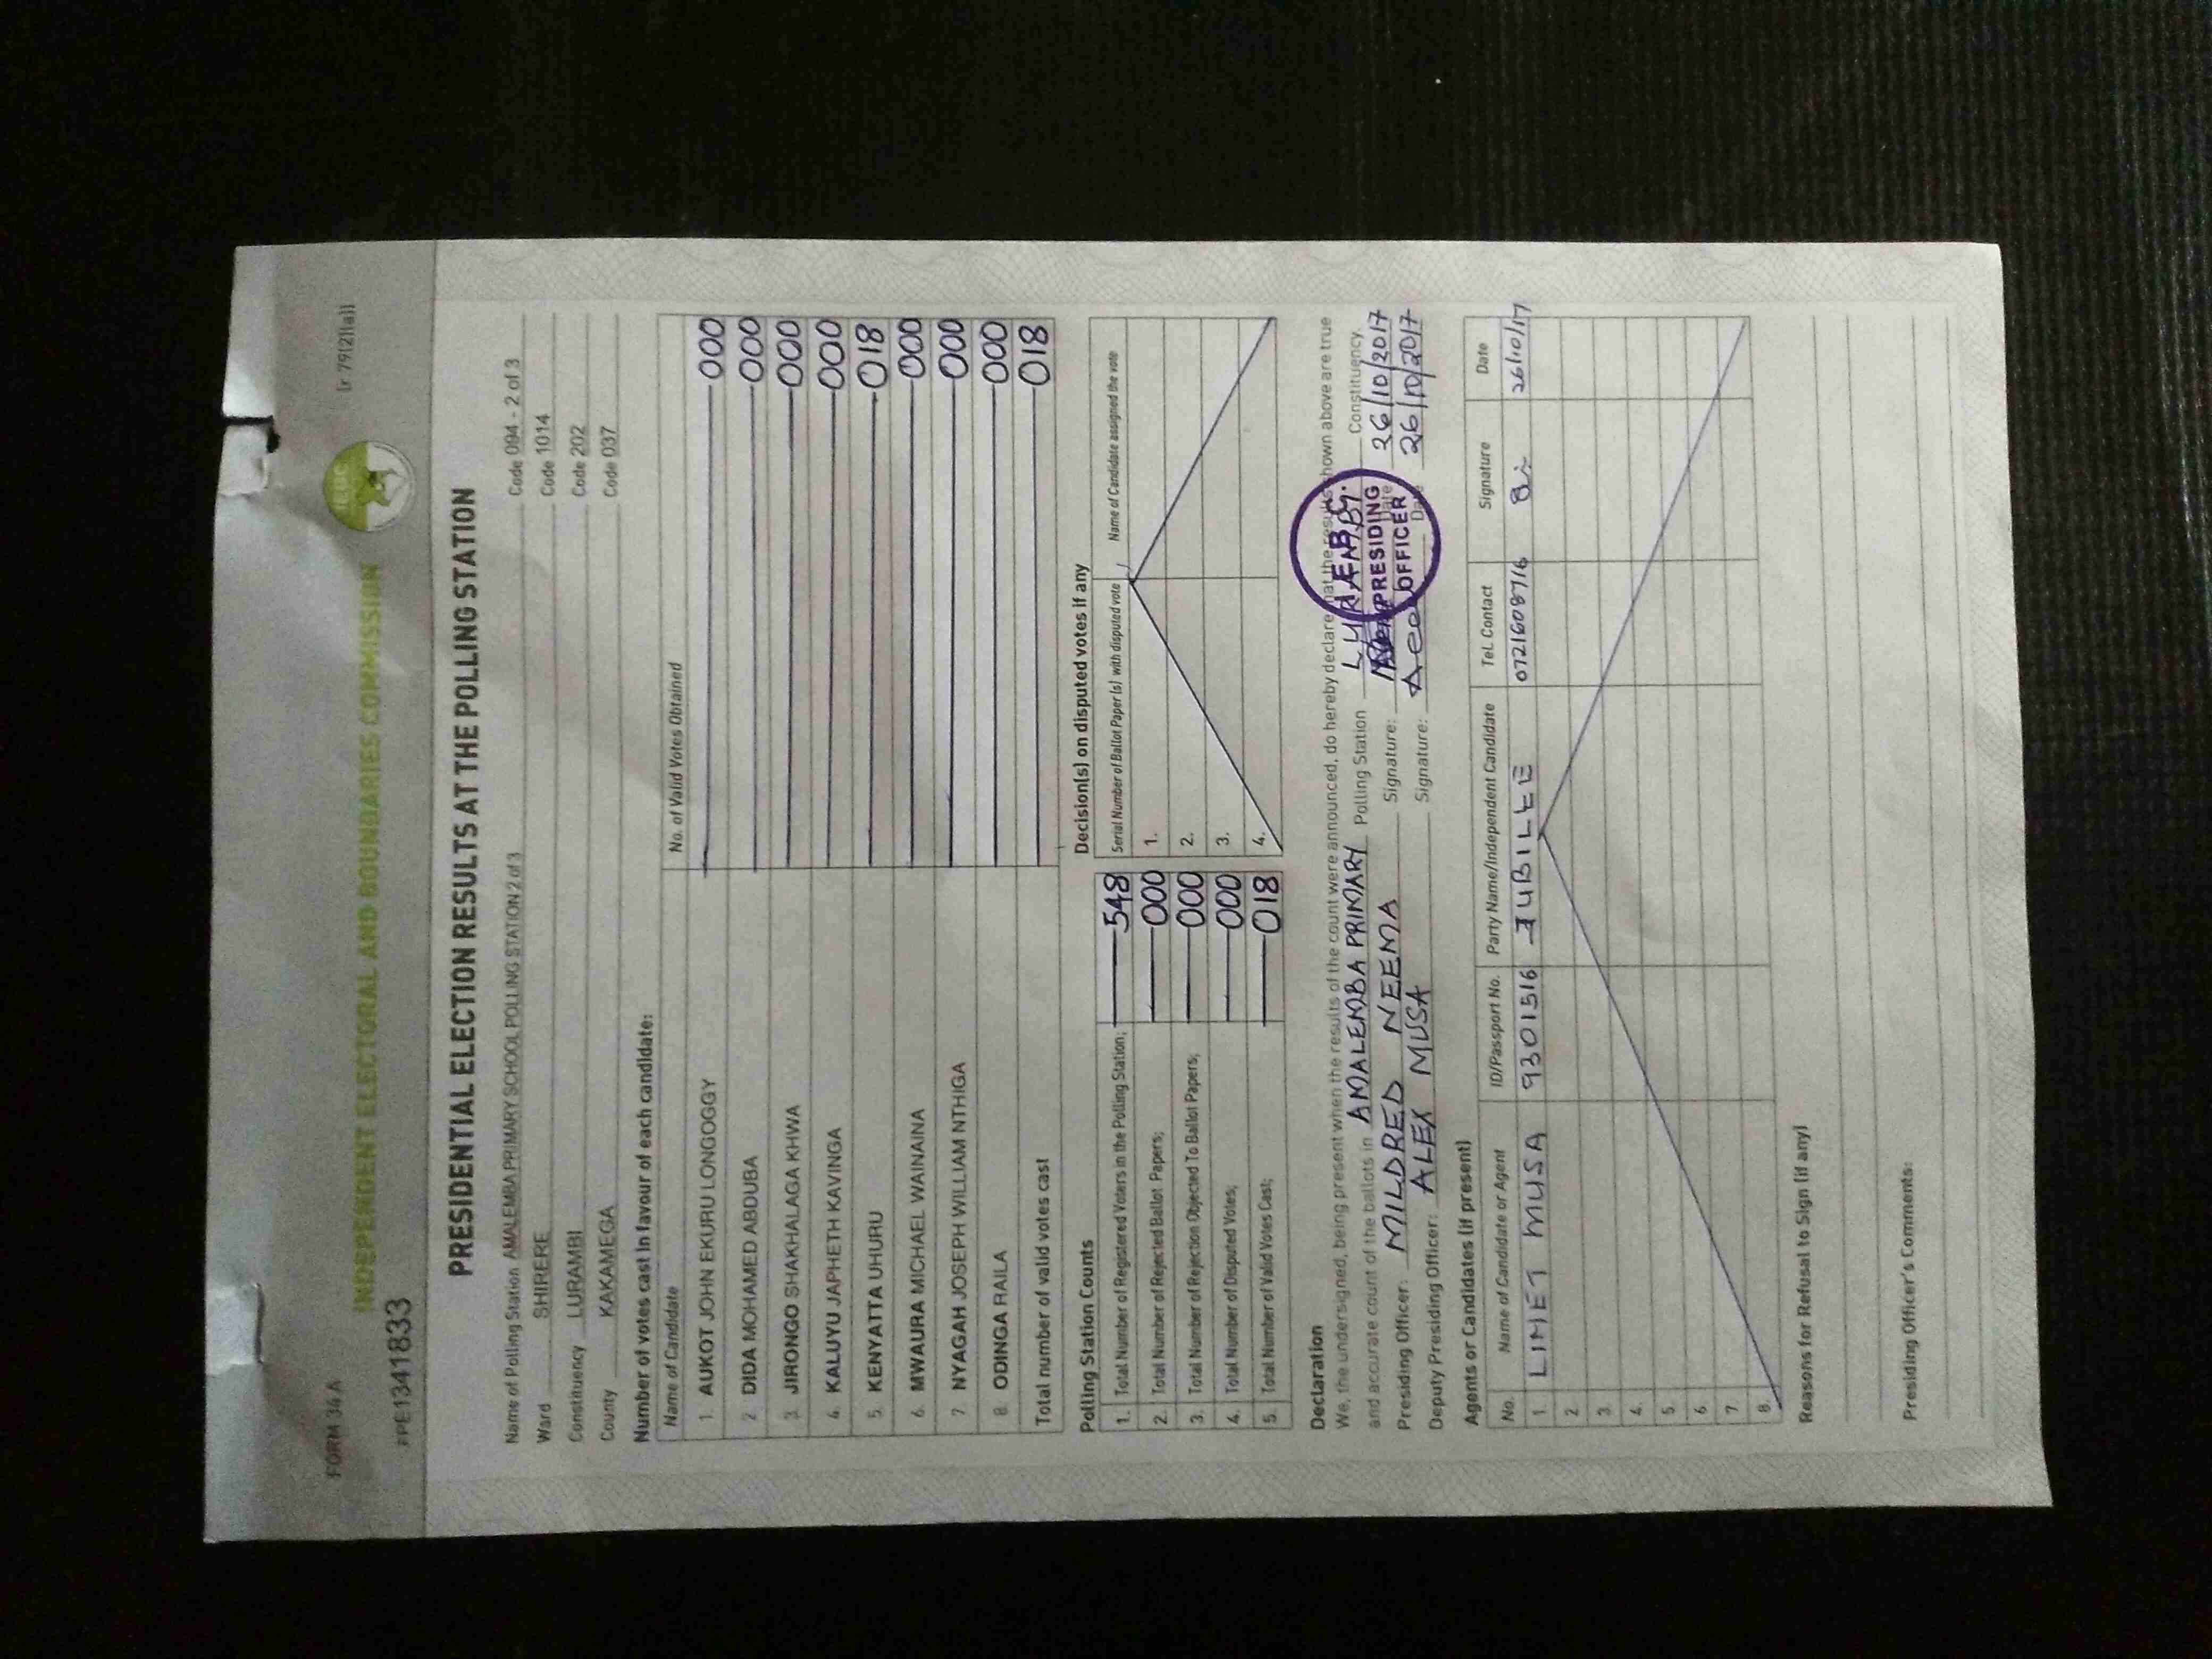 FORM 34 A
(r 79(2)(a))
IEBC
INDEPENDENT ELECTORAL AND BOUNDARIES COMMISSION
PPE1341833
PRESIDENTIAL ELECTION RESULTS AT THE POLLING STATION
Name of Polling Station AMALEMBA PRIMARY SCHOOL POLLING STATION 2 of 3 Code 094 - 2 of 3
Ward SHIRERE Code 1014
Constituency LURAMBI Code 202
County KAKAMEGA Code 037
Number of votes cast in favour of each candidate:
Name of Candidate No. of Valid Votes Obtained
1. AUKOT JOHN EKURU LONGOGGY 000
2. DIDA MOHAMED ABDUBA 000
3. JIRONGO SHAKHALAGA KHWA 000
4. KALUYU JAPHETH KAVINGA 000
5. KENYATTA UHURU 018
6. MWAURA MICHAEL WAINAINA 000
7 NYAGAH JOSEPH WILLIAM NTHIGA 000
8 ODINGA RAILA 000
Total number of valid votes cast 018
Polling Station Counts
1. Total Number of Registered Voters in the Polling Station; 548
2. Total Number of Rejected Ballot Papers; 000
3. Total Number of Rejection Objected To Ballot Papers; 000
4. Total Number of Disputed Votes; 000
5. Total Number of Valid Votes Cast; 018
Decision(s) on disputed votes if any
Serial Number of Ballot Paper(s) with disputed vote Name of Candidate assigned the vote
1.
2.
3.
4.
Declaration
We, the undersigned, being present when the results of the count were announced, do hereby declare that the results shown above are true
and accurate count of the ballots in AMALEMBA PRIMARY Polling Station LURAMBI Constituency.
Presiding Officer: MILDRED NEEMA Signature: Date 26/10/2017
Deputy Presiding Officer: ALEX MUSA Signature: Date 26/10/2017
I.E.B.C.
PRESIDING
OFFICER
Agents or Candidates (if present)
No. Name of Candidate or Agent ID/Passport No. Party Name/Independent Candidate Tel. Contact Signature Date
1. LIMET MUSA 9301516 JUBILEE 0721608716 26/10/17
2
3.
4.
5.
6
7.
8.
Reasons for Refusal to Sign (if any)
Presiding Officer's Comments: